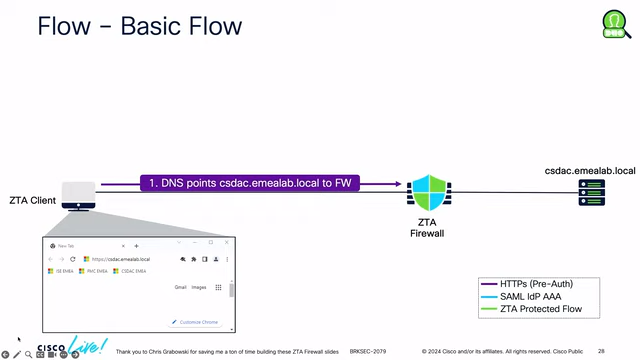 Flow – Basic Flow
csdac.emealab.local
1. DNS points csdac.emealab.local to FW
ZTA Client
ZTA
Firewall
New Tab
https://csdac.emealab.local
ISE EMEA
FMC EMEA
CSDAC EMEA
Gmail Images
Customize Chrome
HTTPs (Pre-Auth)
SAML IdP AAA
ZTA Protected Flow
CISCO Live!
Thank you to Chris Grabowski for saving me a ton of time building these ZTA Firewall slides
BRKSEC-2079
© 2024 Cisco and/or its affiliates. All rights reserved. Cisco Public
28